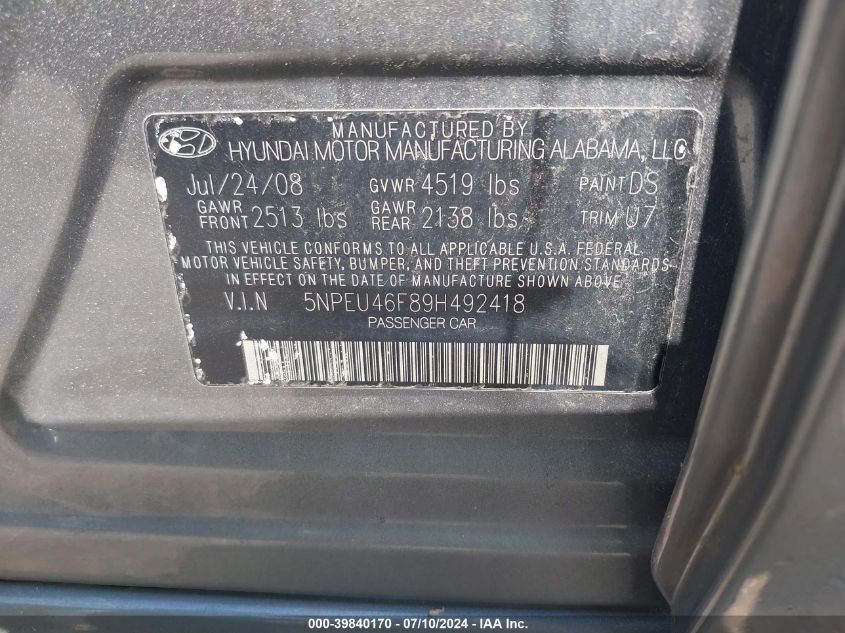 MANUFACTURED BY
HYUNDAI MOTOR MANUFACTURING ALABAMA, LLC
Jul/24/08 GVWR 4519 lbs PAINT DS
GAWR FRONT 2513 lbs GAWR REAR 2138 lbs TRIM U7
THIS VEHICLE CONFORMS TO ALL APPLICABLE U.S.A. FEDERAL
MOTOR VEHICLE SAFETY, BUMPER, AND THEFT PREVENTION STANDARDS
IN EFFECT ON THE DATE OF MANUFACTURE SHOWN ABOVE.
V.I.N 5NPEU46F89H492418
PASSENGER CAR
000-39840170 — 07/10/2024 — IAA Inc.